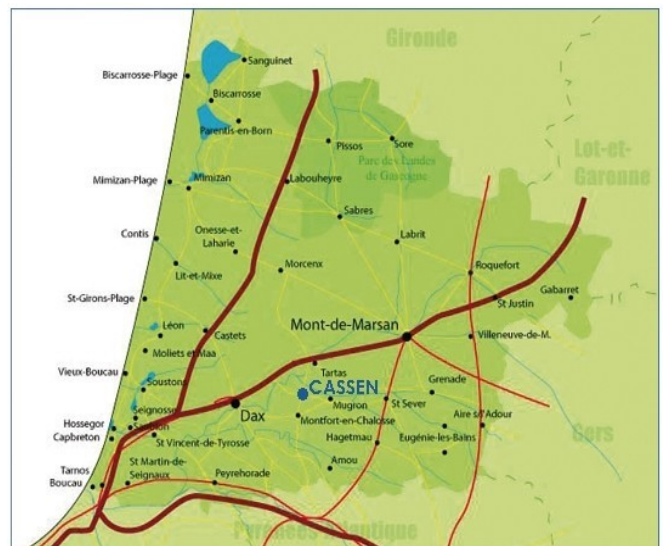 Gironde
Sanguinet
Biscarrosse-Plage
Biscarrosse
Parentis-en-Born
Pissos
Sore
Parc des Landes
de Gascogne
Lot-et-
Garonne
Mimizan-Plage
Mimizan
Labouheyre
Sabres
Onesse-et-
Laharie
Contis
Labrit
Lit-et-Mixe
Morcenx
Roquefort
St-Girons-Plage
St Justin
Gabarret
Léon
Castets
Mont-de-Marsan
Villeneuve-de-M.
Moliets et Maa
Vieux-Boucau
Soustons
Tartas
CASSEN
Grenade
Mugron
St Sever
Seignosse
Dax
Montfort-en-Chalosse
Aire s/l'Adour
Hossegor
Capbreton
St Vincent-de-Tyrosse
Hagetmau
Eugénie-les-Bains
Gers
Amou
Tarnos
Boucau
St Martin-de-
Seignaux
Peyrehorade
Pyrénées Atlantique